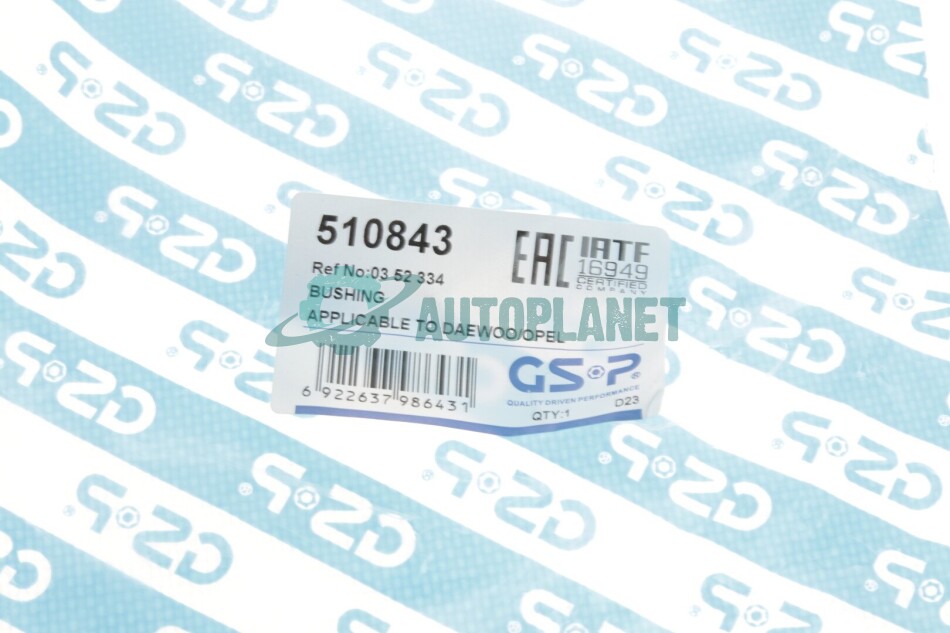 510843
Ref No:03 52 334
BUSHING
APPLICABLE TO DAEWOO/OPEL
EAC
IATF
16949
CERTIFIED
COMPANY
AUTOPLANET
6 922637 986431
GSP®
QUALITY DRIVEN PERFORMANCE
QTY:1
D23